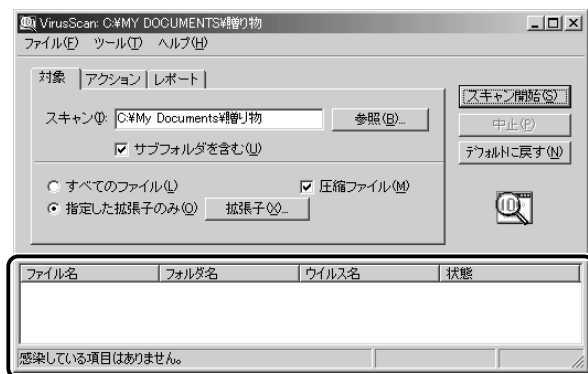 VirusScan: C:¥MY DOCUMENTS¥贈り物
ファイル(F) ツール(T) ヘルプ(H)
対象 アクション レポート
スキャン(I): C:¥My Documents¥贈り物 参照(B)...
サブフォルダを含む(U)
すべてのファイル(L) 圧縮ファイル(M)
指定した拡張子のみ(O) 拡張子(X)...
スキャン開始(S)
中止(P)
デフォルトに戻す(N)
ファイル名 フォルダ名 ウイルス名 状態
感染している項目はありません。